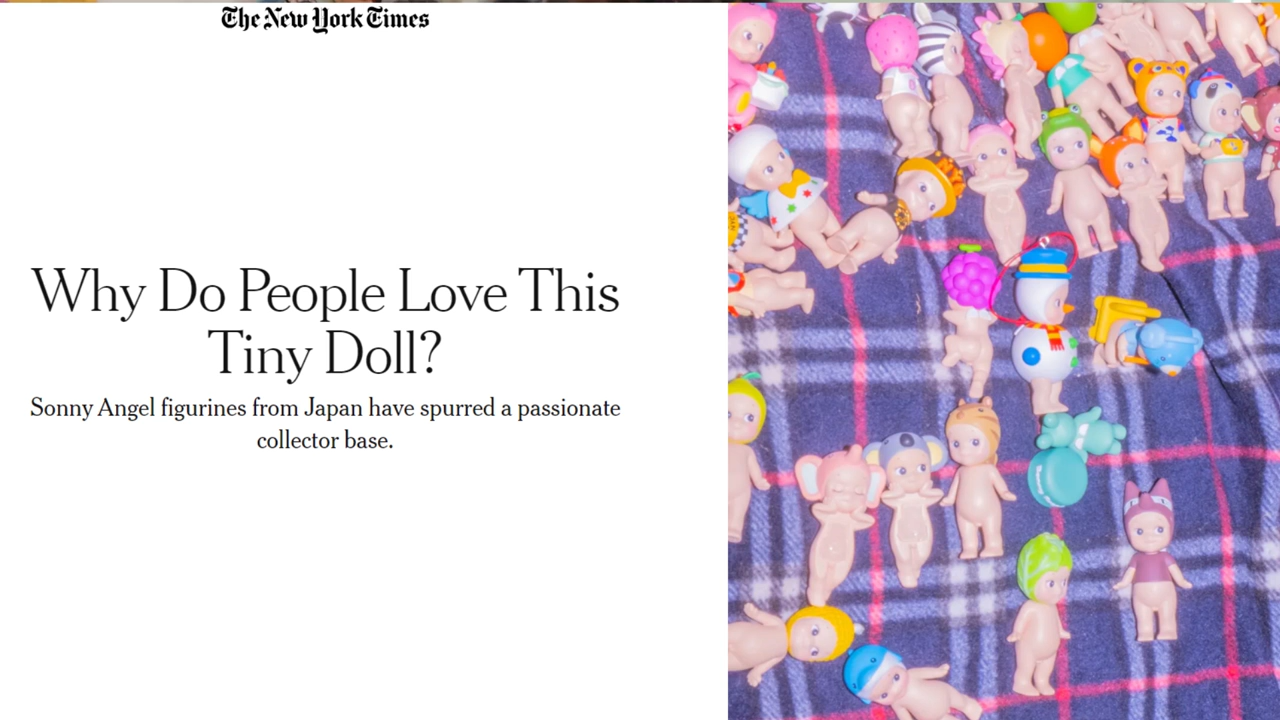 The New York Times
Why Do People Love This
Tiny Doll?
Sonny Angel figurines from Japan have spurred a passionate
collector base.